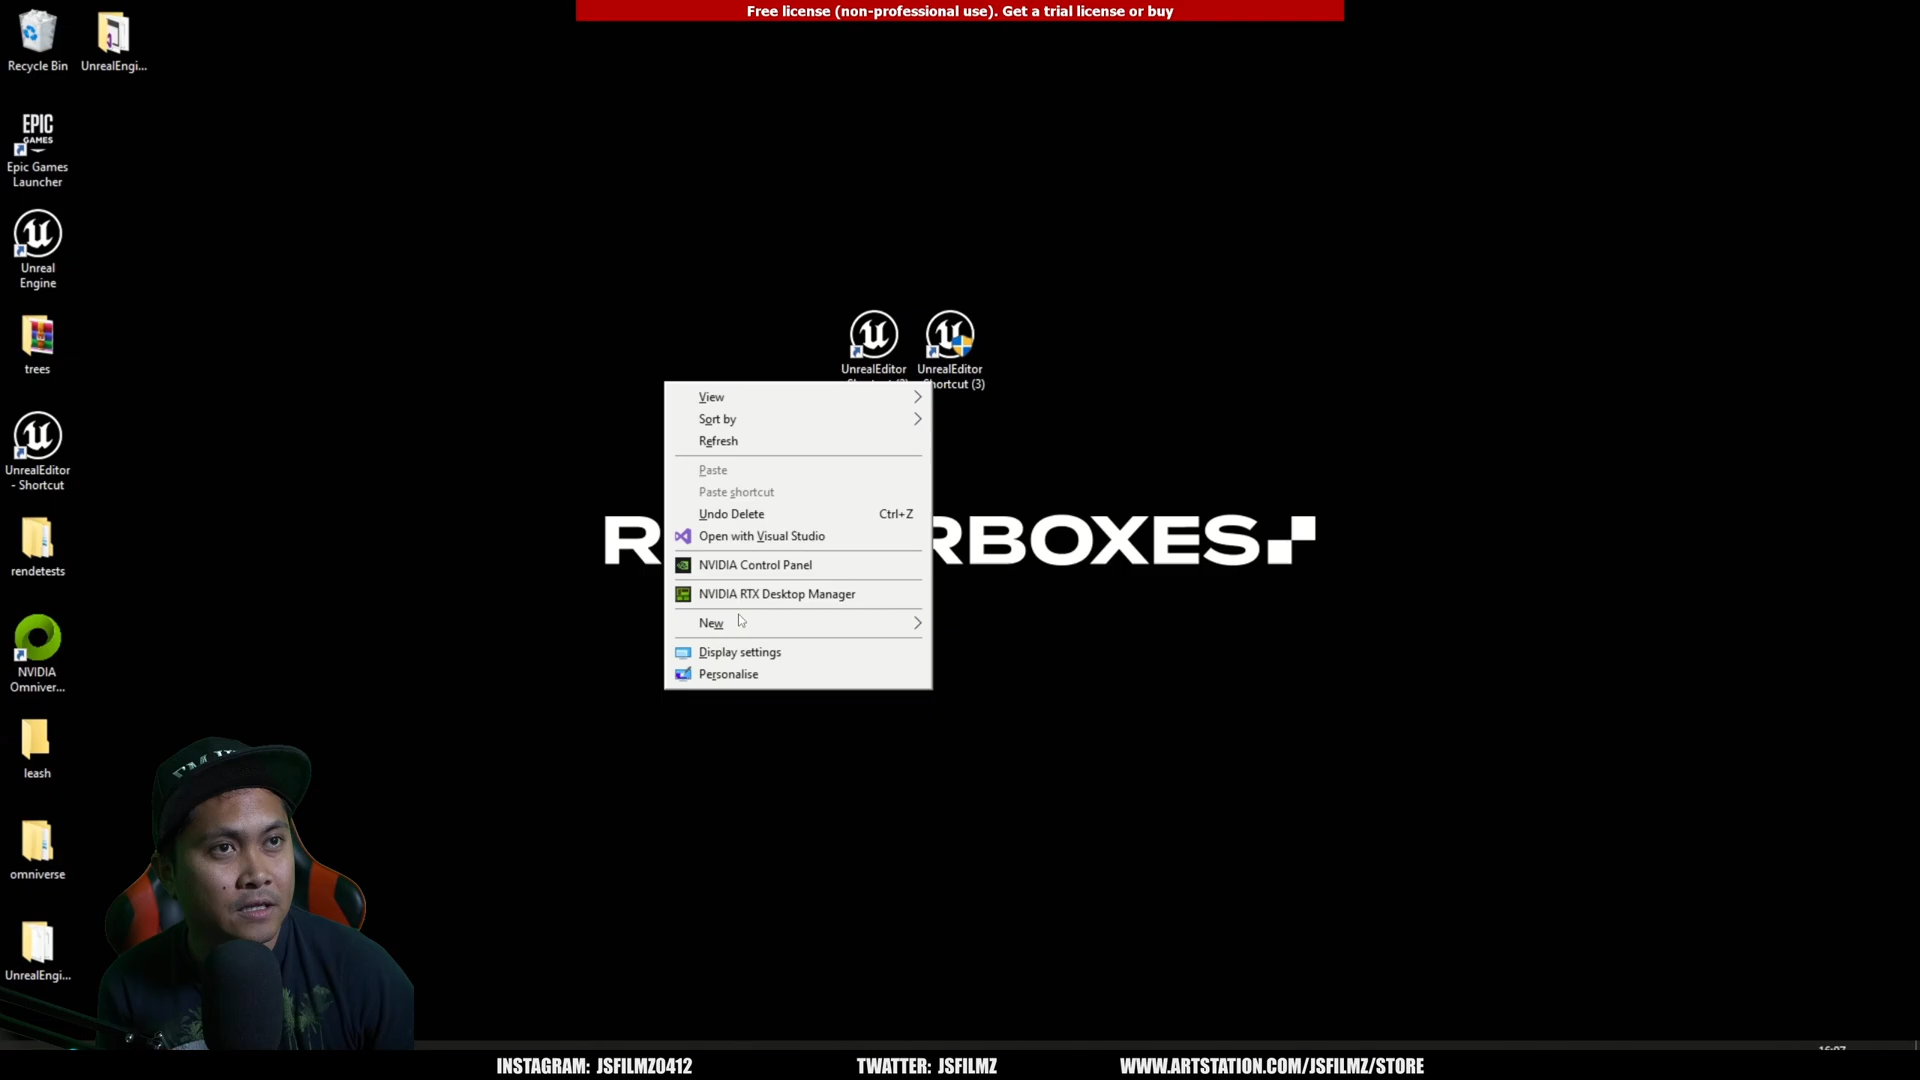 Free license (non-professional use). Get a trial license or buy
Recycle Bin
UnrealEngi...
EPIC
GAMES
Epic Games
Launcher
Unreal
Engine
trees
UnrealEditor
- Shortcut
rendetests
NVIDIA
Omniver...
leash
omniverse
UnrealEngi...
UnrealEditor
UnrealEditor
Shortcut (3)
View
Sort by
Refresh
Paste
Paste shortcut
Undo Delete Ctrl+Z
Open with Visual Studio
NVIDIA Control Panel
NVIDIA RTX Desktop Manager
New
Display settings
Personalise
R RBOXES
INSTAGRAM: JSFILMZ0412
TWATTER: JSFILMZ
WWW.ARTSTATION.COM/JSFILMZ/STORE